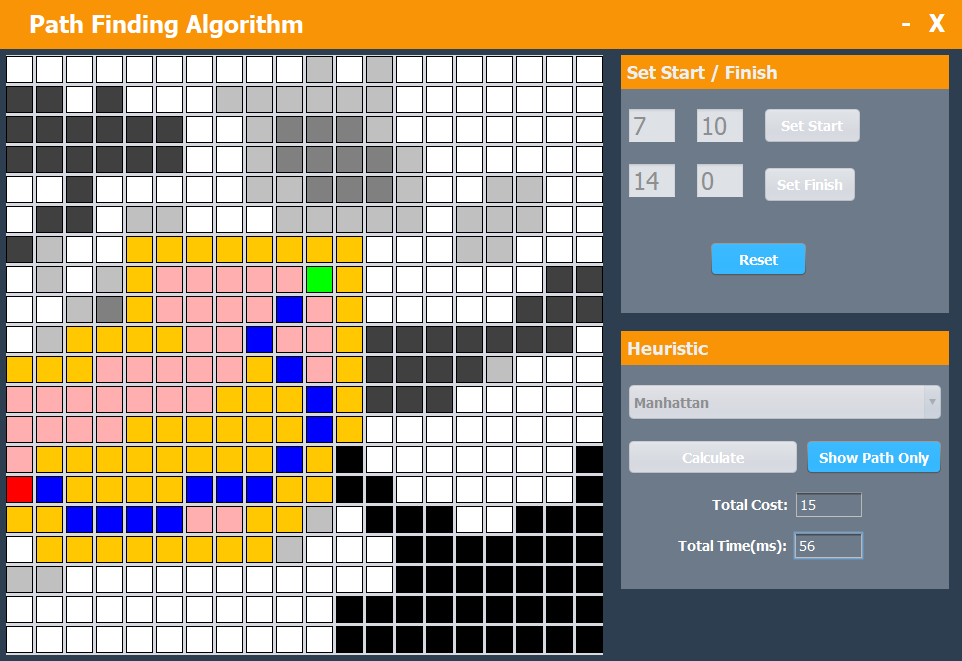 Path Finding Algorithm
- X
Set Start / Finish
7 10 Set Start
14 0 Set Finish
Reset
Heuristic
Manhattan
Calculate Show Path Only
Total Cost: 15
Total Time(ms): 56